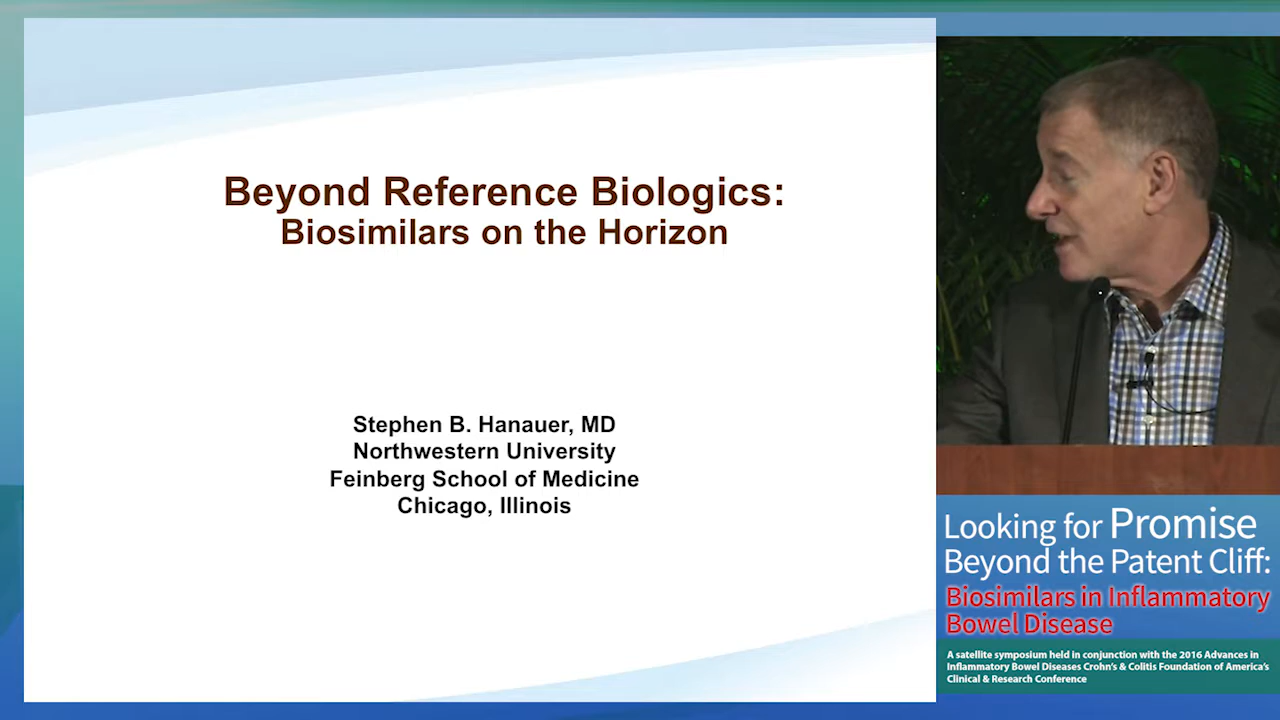 Beyond Reference Biologics:
Biosimilars on the Horizon
Stephen B. Hanauer, MD
Northwestern University
Feinberg School of Medicine
Chicago, Illinois
Looking for Promise
Beyond the Patent Cliff:
Biosimilars in Inflammatory
Bowel Disease
A satellite symposium held in conjunction with the 2016 Advances in
Inflammatory Bowel Diseases Crohn's & Colitis Foundation of America's
Clinical & Research Conference